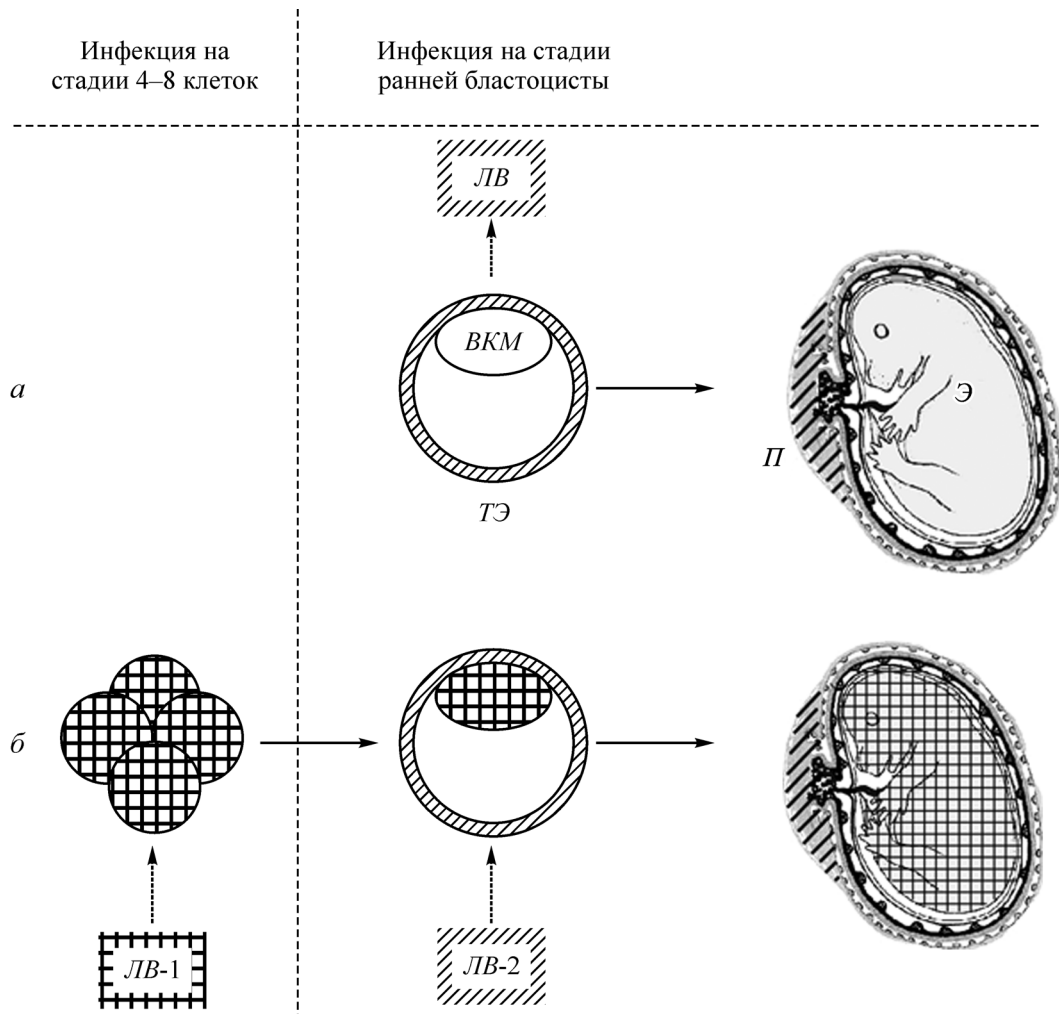 Инфекция на
стадии 4–8 клеток
Инфекция на стадии
ранней бластоцисты
ЛВ
ВКМ
а
Э
П
ТЭ
б
ЛВ-1
ЛВ-2